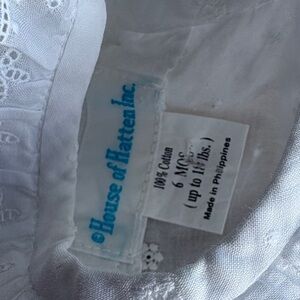 ©House of Hatten Inc.
100% Cotton
6 MOS.
( up to lbs. )
Made in Philippines